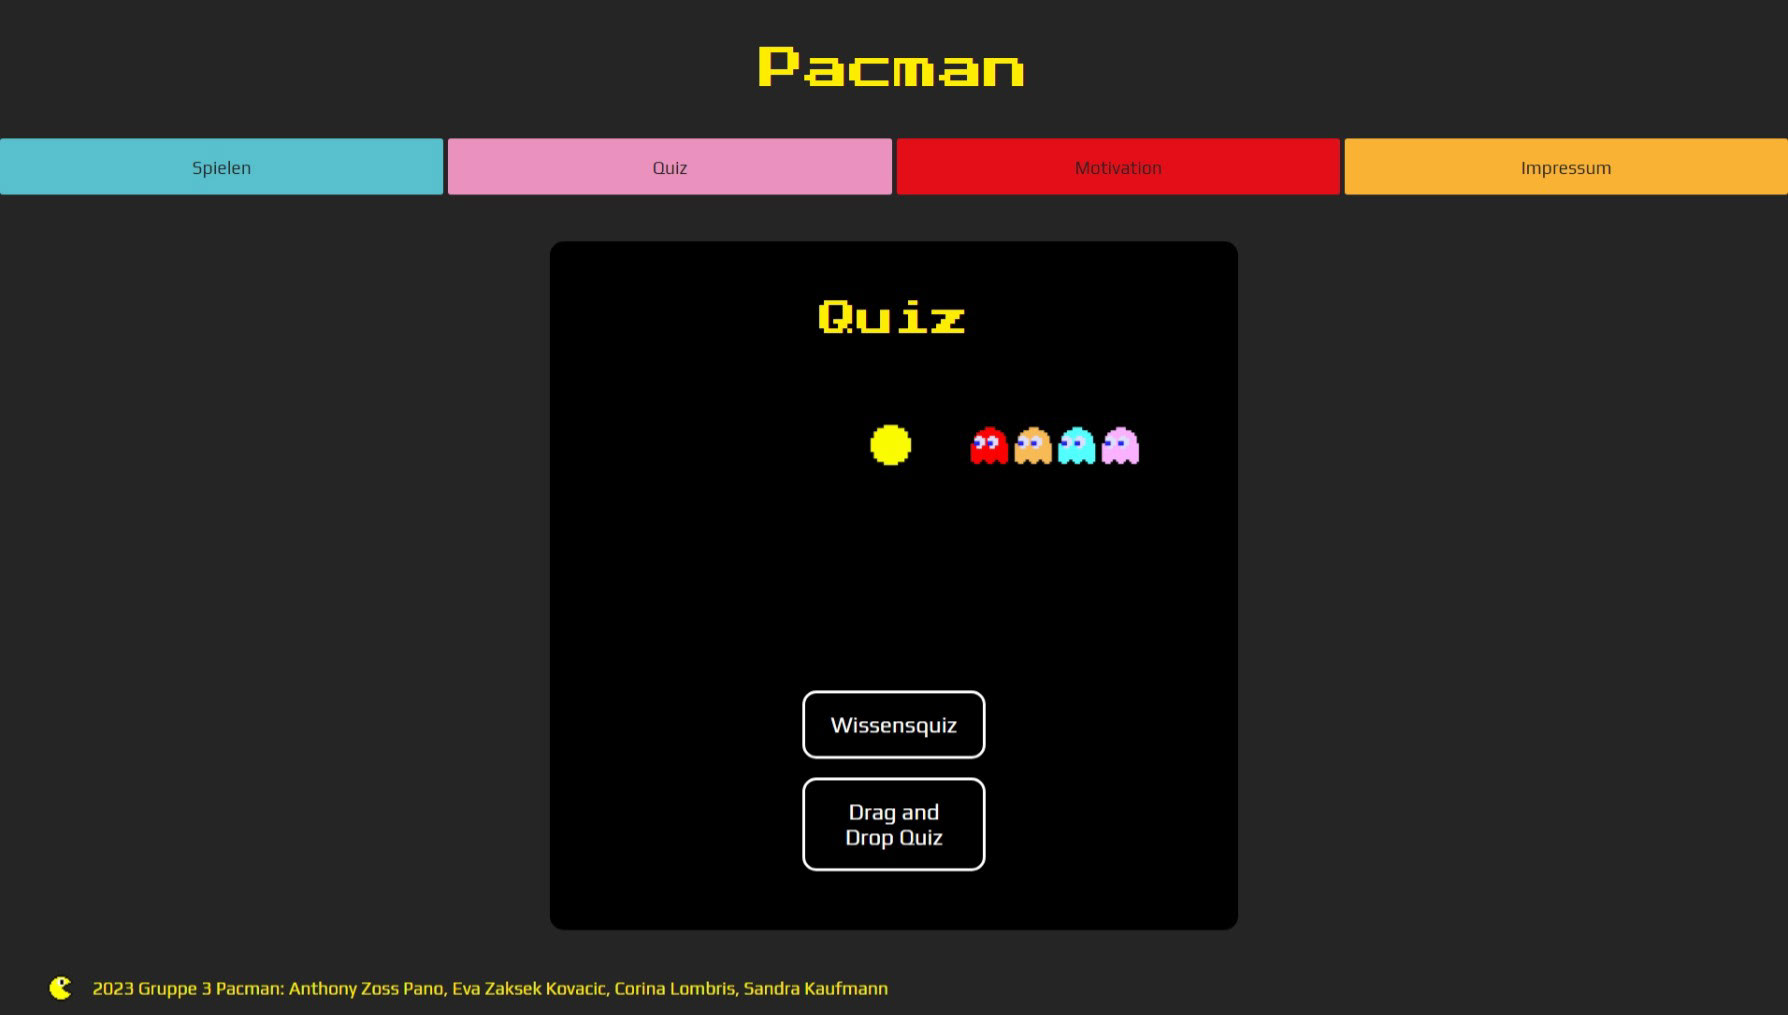 Pacman
Spielen
Quiz
Motivation
Impressum
Quiz
Wissensquiz
Drag and
Drop Quiz
2023 Gruppe 3 Pacman: Anthony Zoss Pano, Eva Zaksek Kovacic, Corina Lombris, Sandra Kaufmann